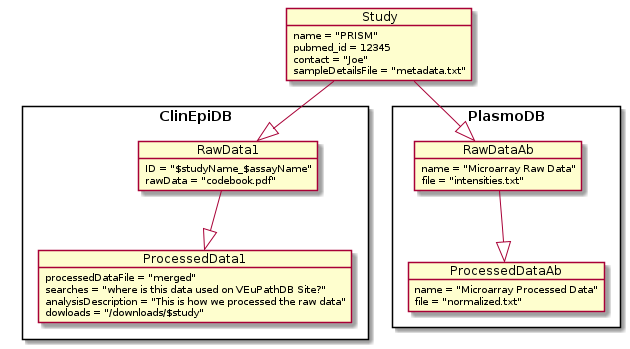 Study
name = "PRISM"
pubmed_id = 12345
contact = "Joe"
sampleDetailsFile = "metadata.txt"
ClinEpiDB
RawData1
ID = "$studyName_$assayName"
rawData = "codebook.pdf"
ProcessedData1
processedDataFile = "merged"
searches = "where is this data used on VEuPathDB Site?"
analysisDescription = "This is how we processed the raw data"
dowloads = "/downloads/$study"
PlasmoDB
RawDataAb
name = "Microarray Raw Data"
file = "intensities.txt"
ProcessedDataAb
name = "Microarray Processed Data"
file = "normalized.txt"